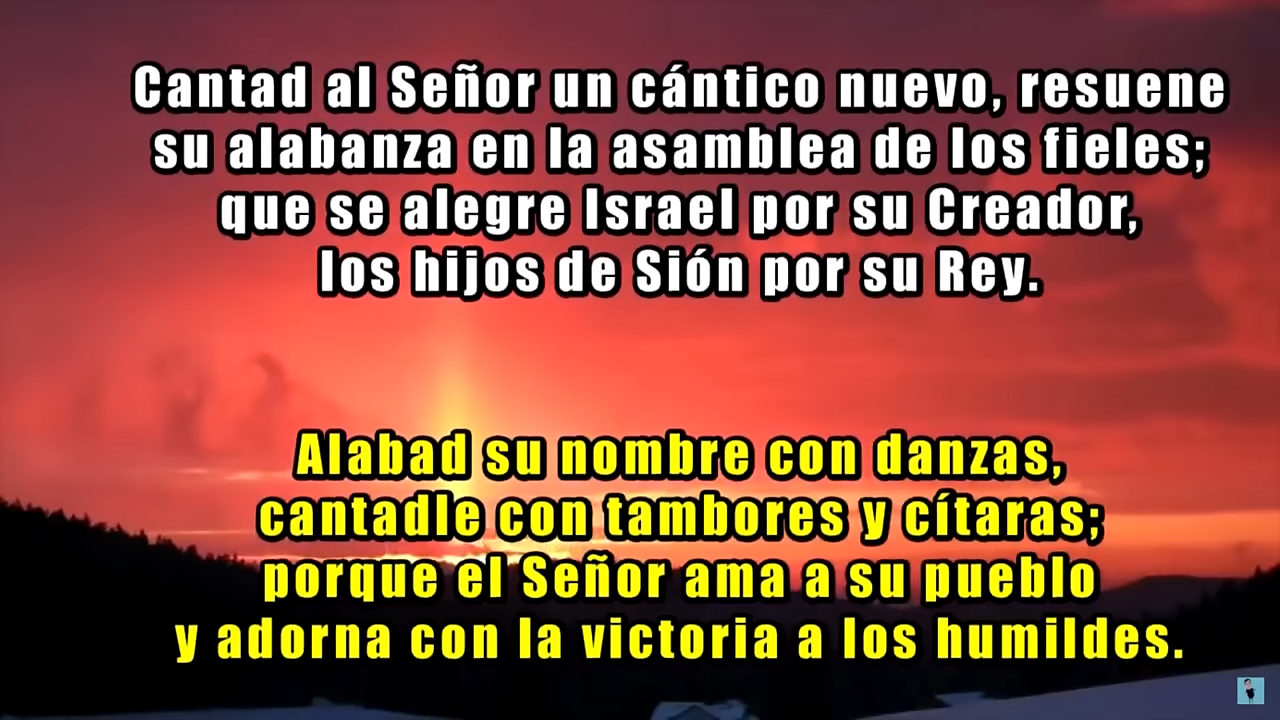 Cantad al Señor un cántico nuevo, resuene
su alabanza en la asamblea de los fieles;
que se alegre Israel por su Creador,
los hijos de Sión por su Rey.
Alabad su nombre con danzas,
cantadle con tambores y cítaras;
porque el Señor ama a su pueblo
y adorna con la victoria a los humildes.